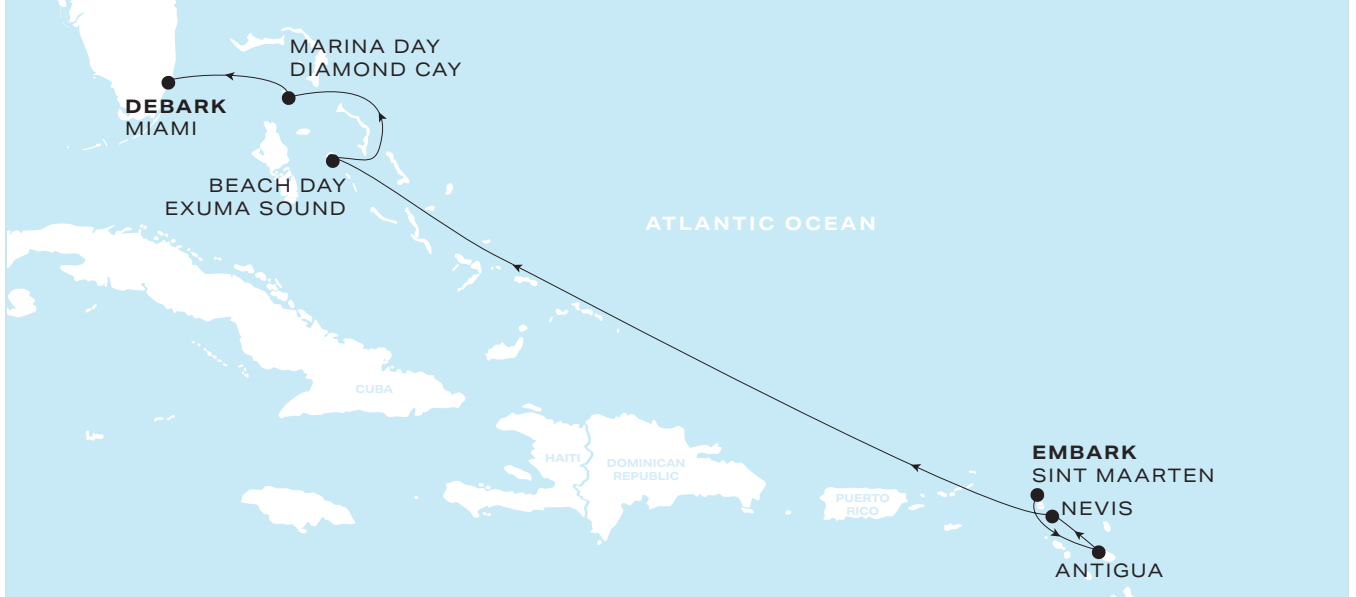 MARINA DAY
DIAMOND CAY
DEBARK
MIAMI
BEACH DAY
EXUMA SOUND
ATLANTIC OCEAN
CUBA
HAITI
DOMINICAN
REPUBLIC
PUERTO
RICO
EMBARK
SINT MAARTEN
NEVIS
ANTIGUA